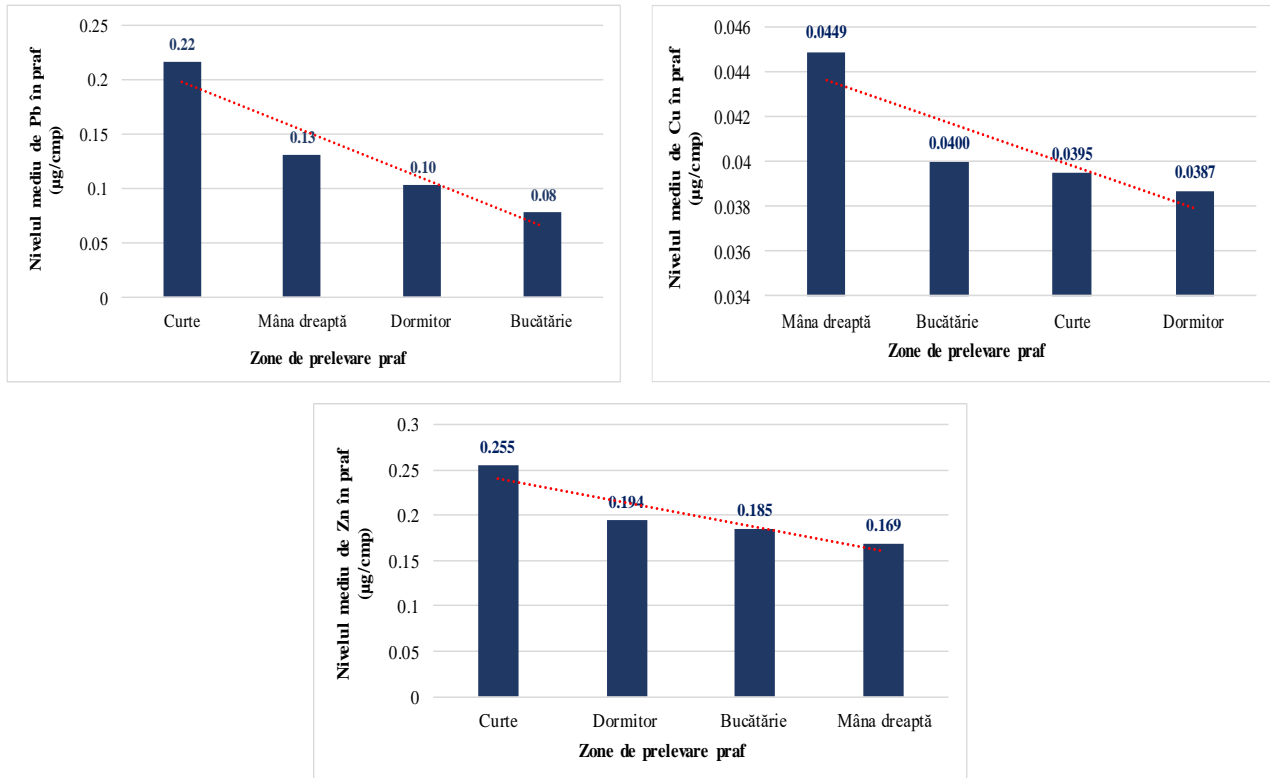 Nivelul mediu de Pb în praf
(µg/cmp)
0.25
0.2
0.15
0.1
0.05
0
0.22
0.13
0.10
0.08
Curte Mâna dreaptă Dormitor Bucătărie
Zone de prelevare praf
Nivelul mediu de Cu în praf
(µg/cmp)
0.046
0.044
0.042
0.04
0.038
0.036
0.034
0.0449
0.0400
0.0395
0.0387
Mâna dreaptă Bucătărie Curte Dormitor
Zone de prelevare praf
Nivelul mediu de Zn în praf
(µg/cmp)
0.3
0.25
0.2
0.15
0.1
0.05
0
0.255
0.194
0.185
0.169
Curte Dormitor Bucătărie Mâna dreaptă
Zone de prelevare praf